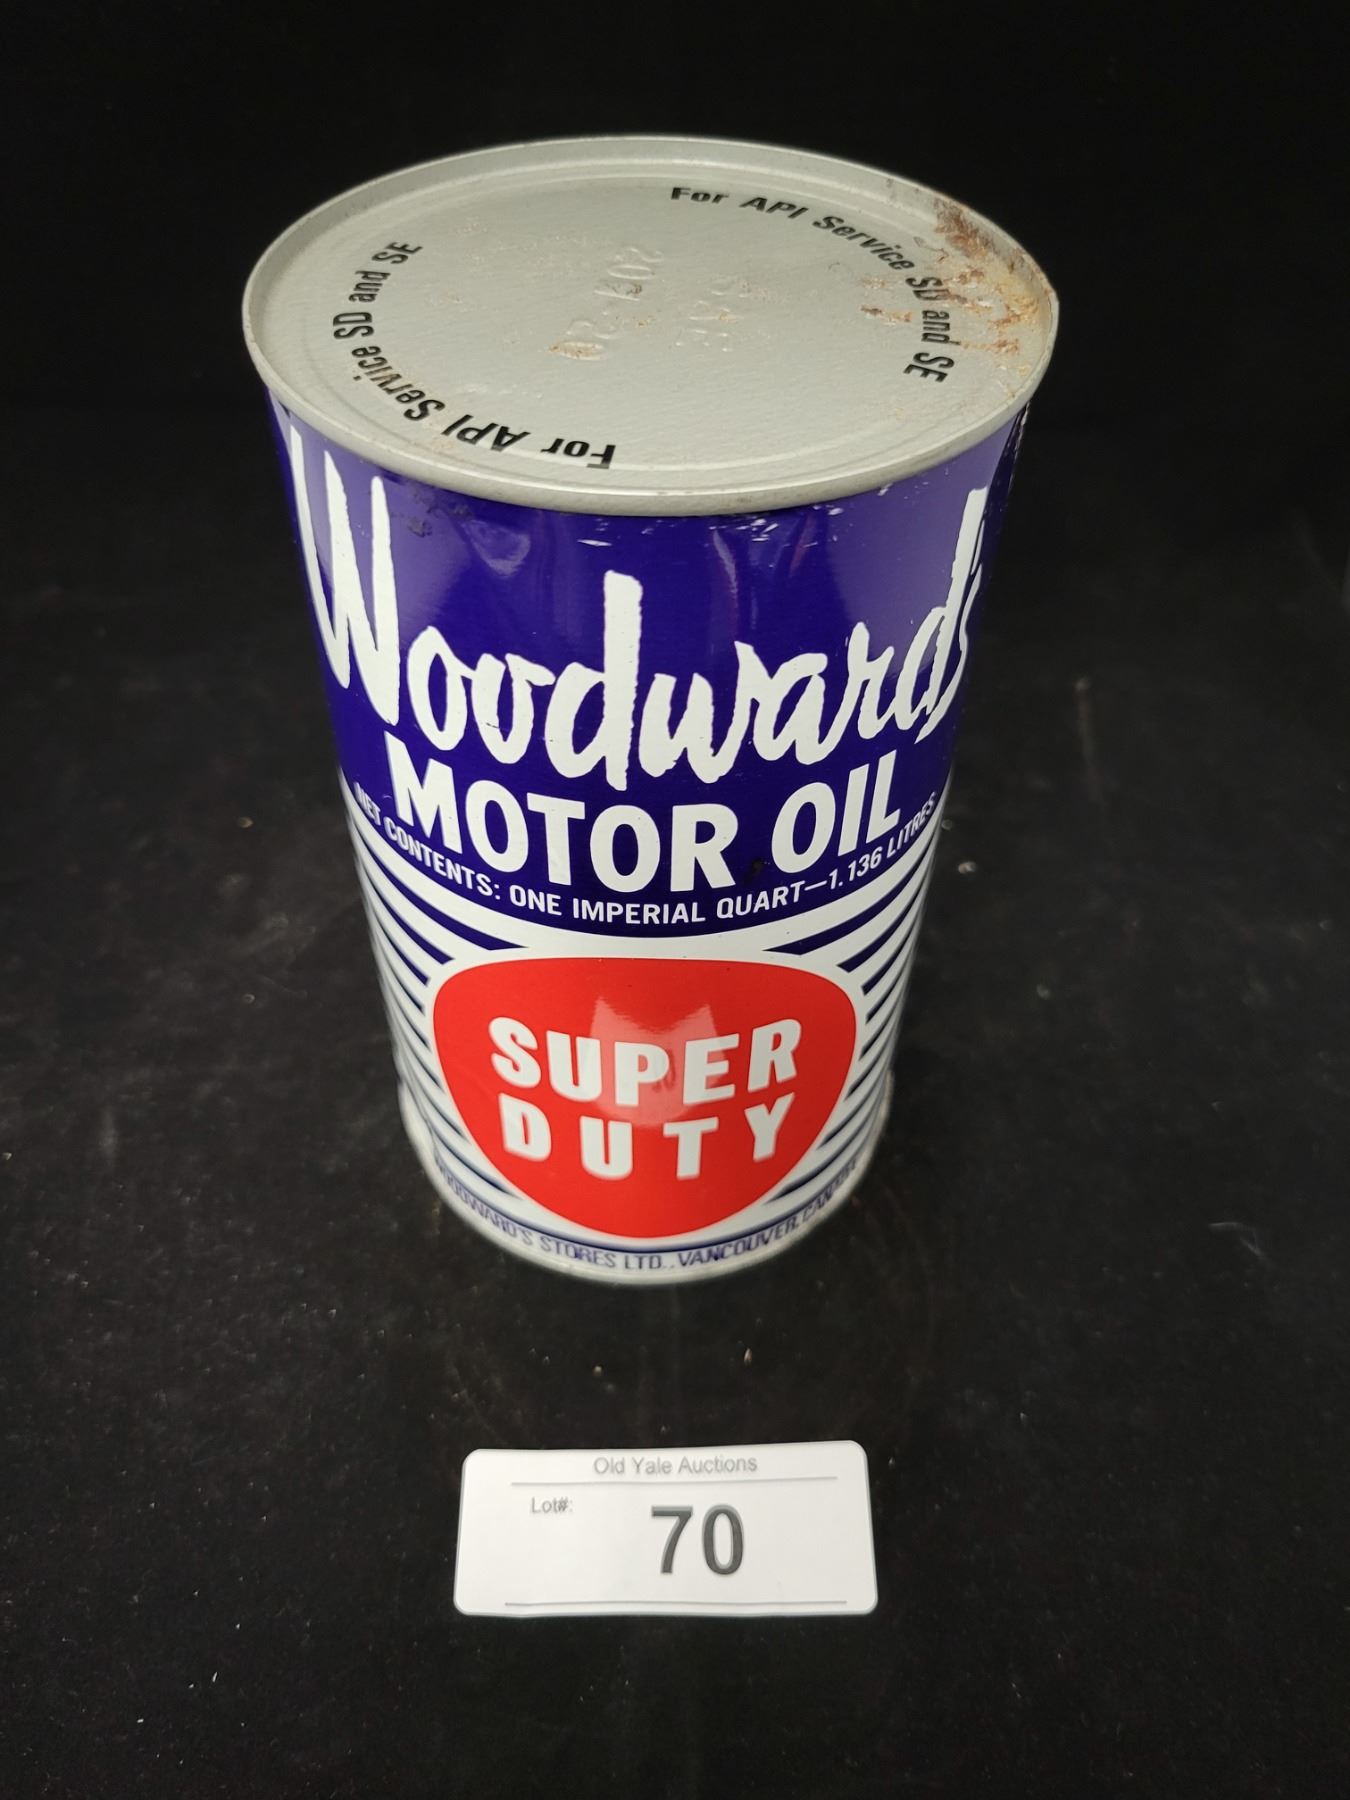 For API Service SD and SE
For API Service SD and SE
Woodward's
MOTOR OIL
NET CONTENTS: ONE IMPERIAL QUART—1.136 LITRES
SUPER
DUTY
WOODWARD'S STORES LTD., VANCOUVER, CANADA
Old Yale Auctions
Lot#:
70